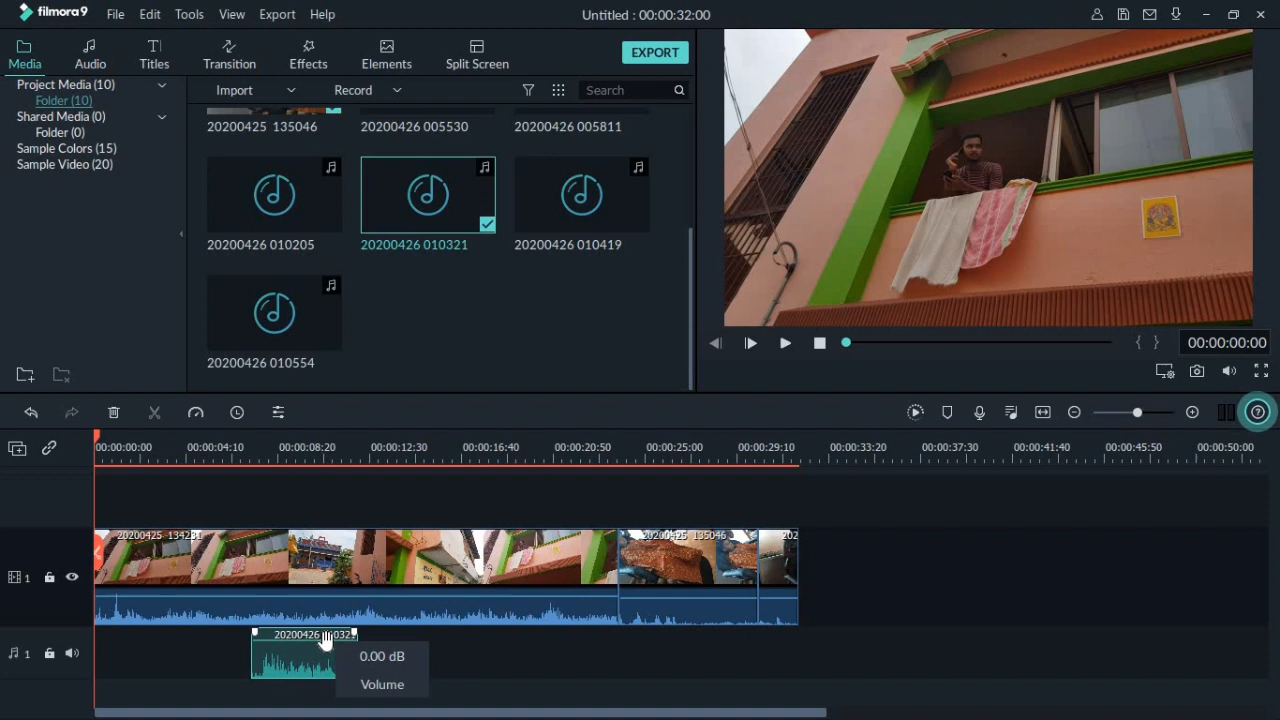 filmora9 File Edit Tools View Export Help Untitled : 00:00:32:00
Media Audio Titles Transition Effects Elements Split Screen EXPORT
Project Media (10)
Folder (10)
Shared Media (0)
Folder (0)
Sample Colors (15)
Sample Video (20)
Import Record Search
20200425 135046 20200426 005530 20200426 005811
20200426 010205 20200426 010321 20200426 010419
20200426 010554
00:00:00:00
00:00:00:00 00:00:04:10 00:00:08:20 00:00:12:30 00:00:16:40 00:00:20:50 00:00:25:00 00:00:29:10 00:00:33:20 00:00:37:30 00:00:41:40 00:00:45:50 00:00:50:00
20200425 134231 20200425 135046 202
1
20200426 010321
1
0.00 dB
Volume